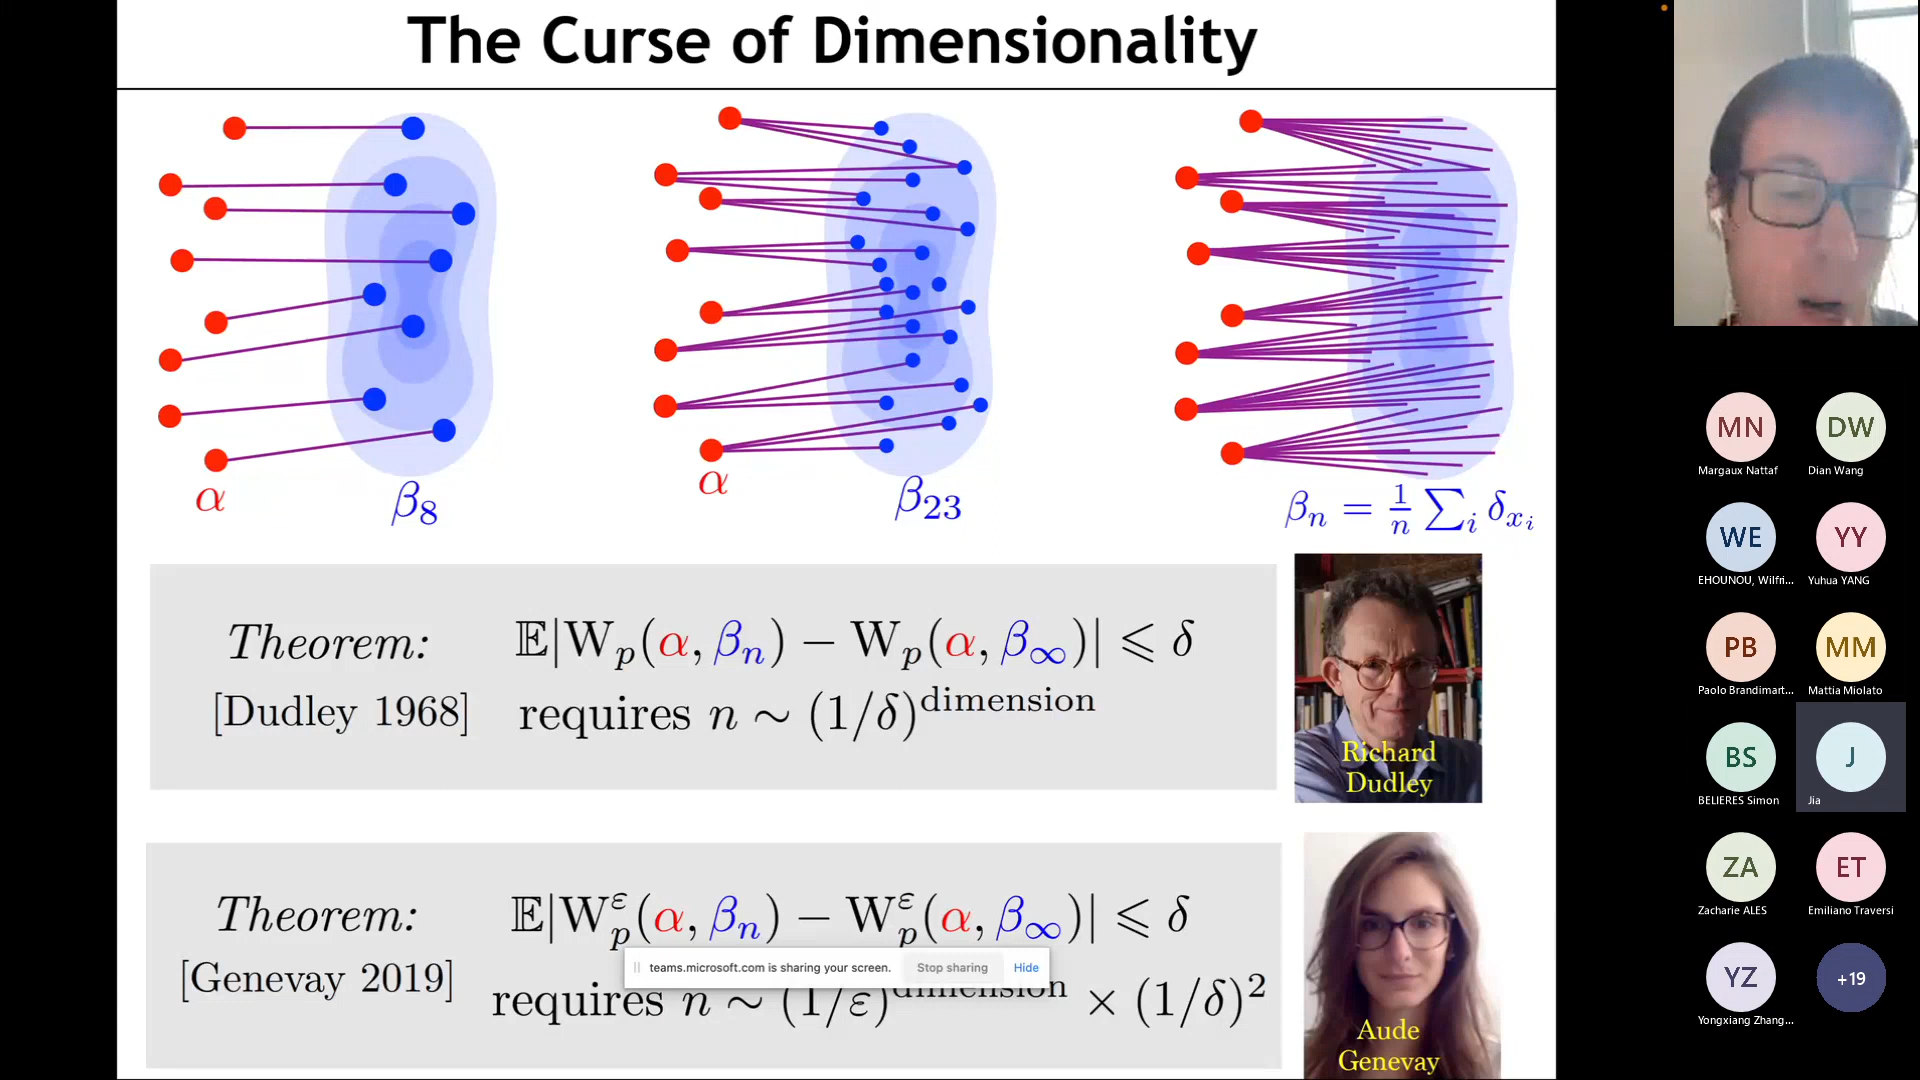 The Curse of Dimensionality
α
β₈
α
β₂₃
βₙ = 1/n ∑ᵢ δₓᵢ
Theorem:
[Dudley 1968]
𝔼|Wₚ(α, βₙ) − Wₚ(α, β∞)| ⩽ δ
requires n ∼ (1/δ)^dimension
Richard
Dudley
Theorem:
[Genevay 2019]
𝔼|Wₚ^ε(α, βₙ) − Wₚ^ε(α, β∞)| ⩽ δ
teams.microsoft.com is sharing your screen. Stop sharing Hide
requires n ∼ (1/ε)^dimension × (1/δ)²
Aude
Genevay
MN
Margaux Nattaf
DW
Dian Wang
WE
EHOUNOU, Wilfri...
YY
Yuhua YANG
PB
Paolo Brandimart...
MM
Mattia Miolato
BS
BELIERES Simon
J
Jia
ZA
Zacharie ALES
ET
Emiliano Traversi
YZ
Yongxiang Zhang...
+19